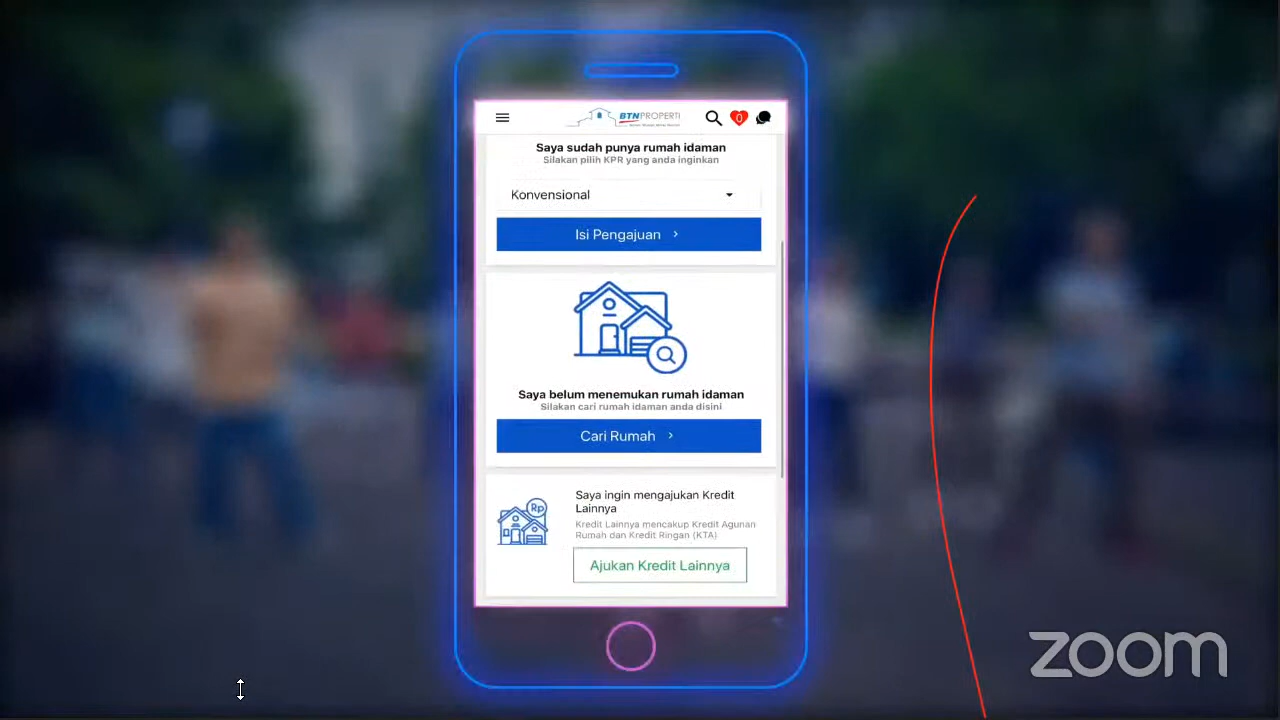 BTNPROPERTI
0
Saya sudah punya rumah idaman
Silakan pilih KPR yang anda inginkan
Konvensional
Isi Pengajuan
Saya belum menemukan rumah idaman
Silakan cari rumah idaman anda disini
Cari Rumah
Rp
Saya ingin mengajukan Kredit
Lainnya
Kredit Lainnya mencakup Kredit Agunan
Rumah dan Kredit Ringan (KTA)
Ajukan Kredit Lainnya
zoom